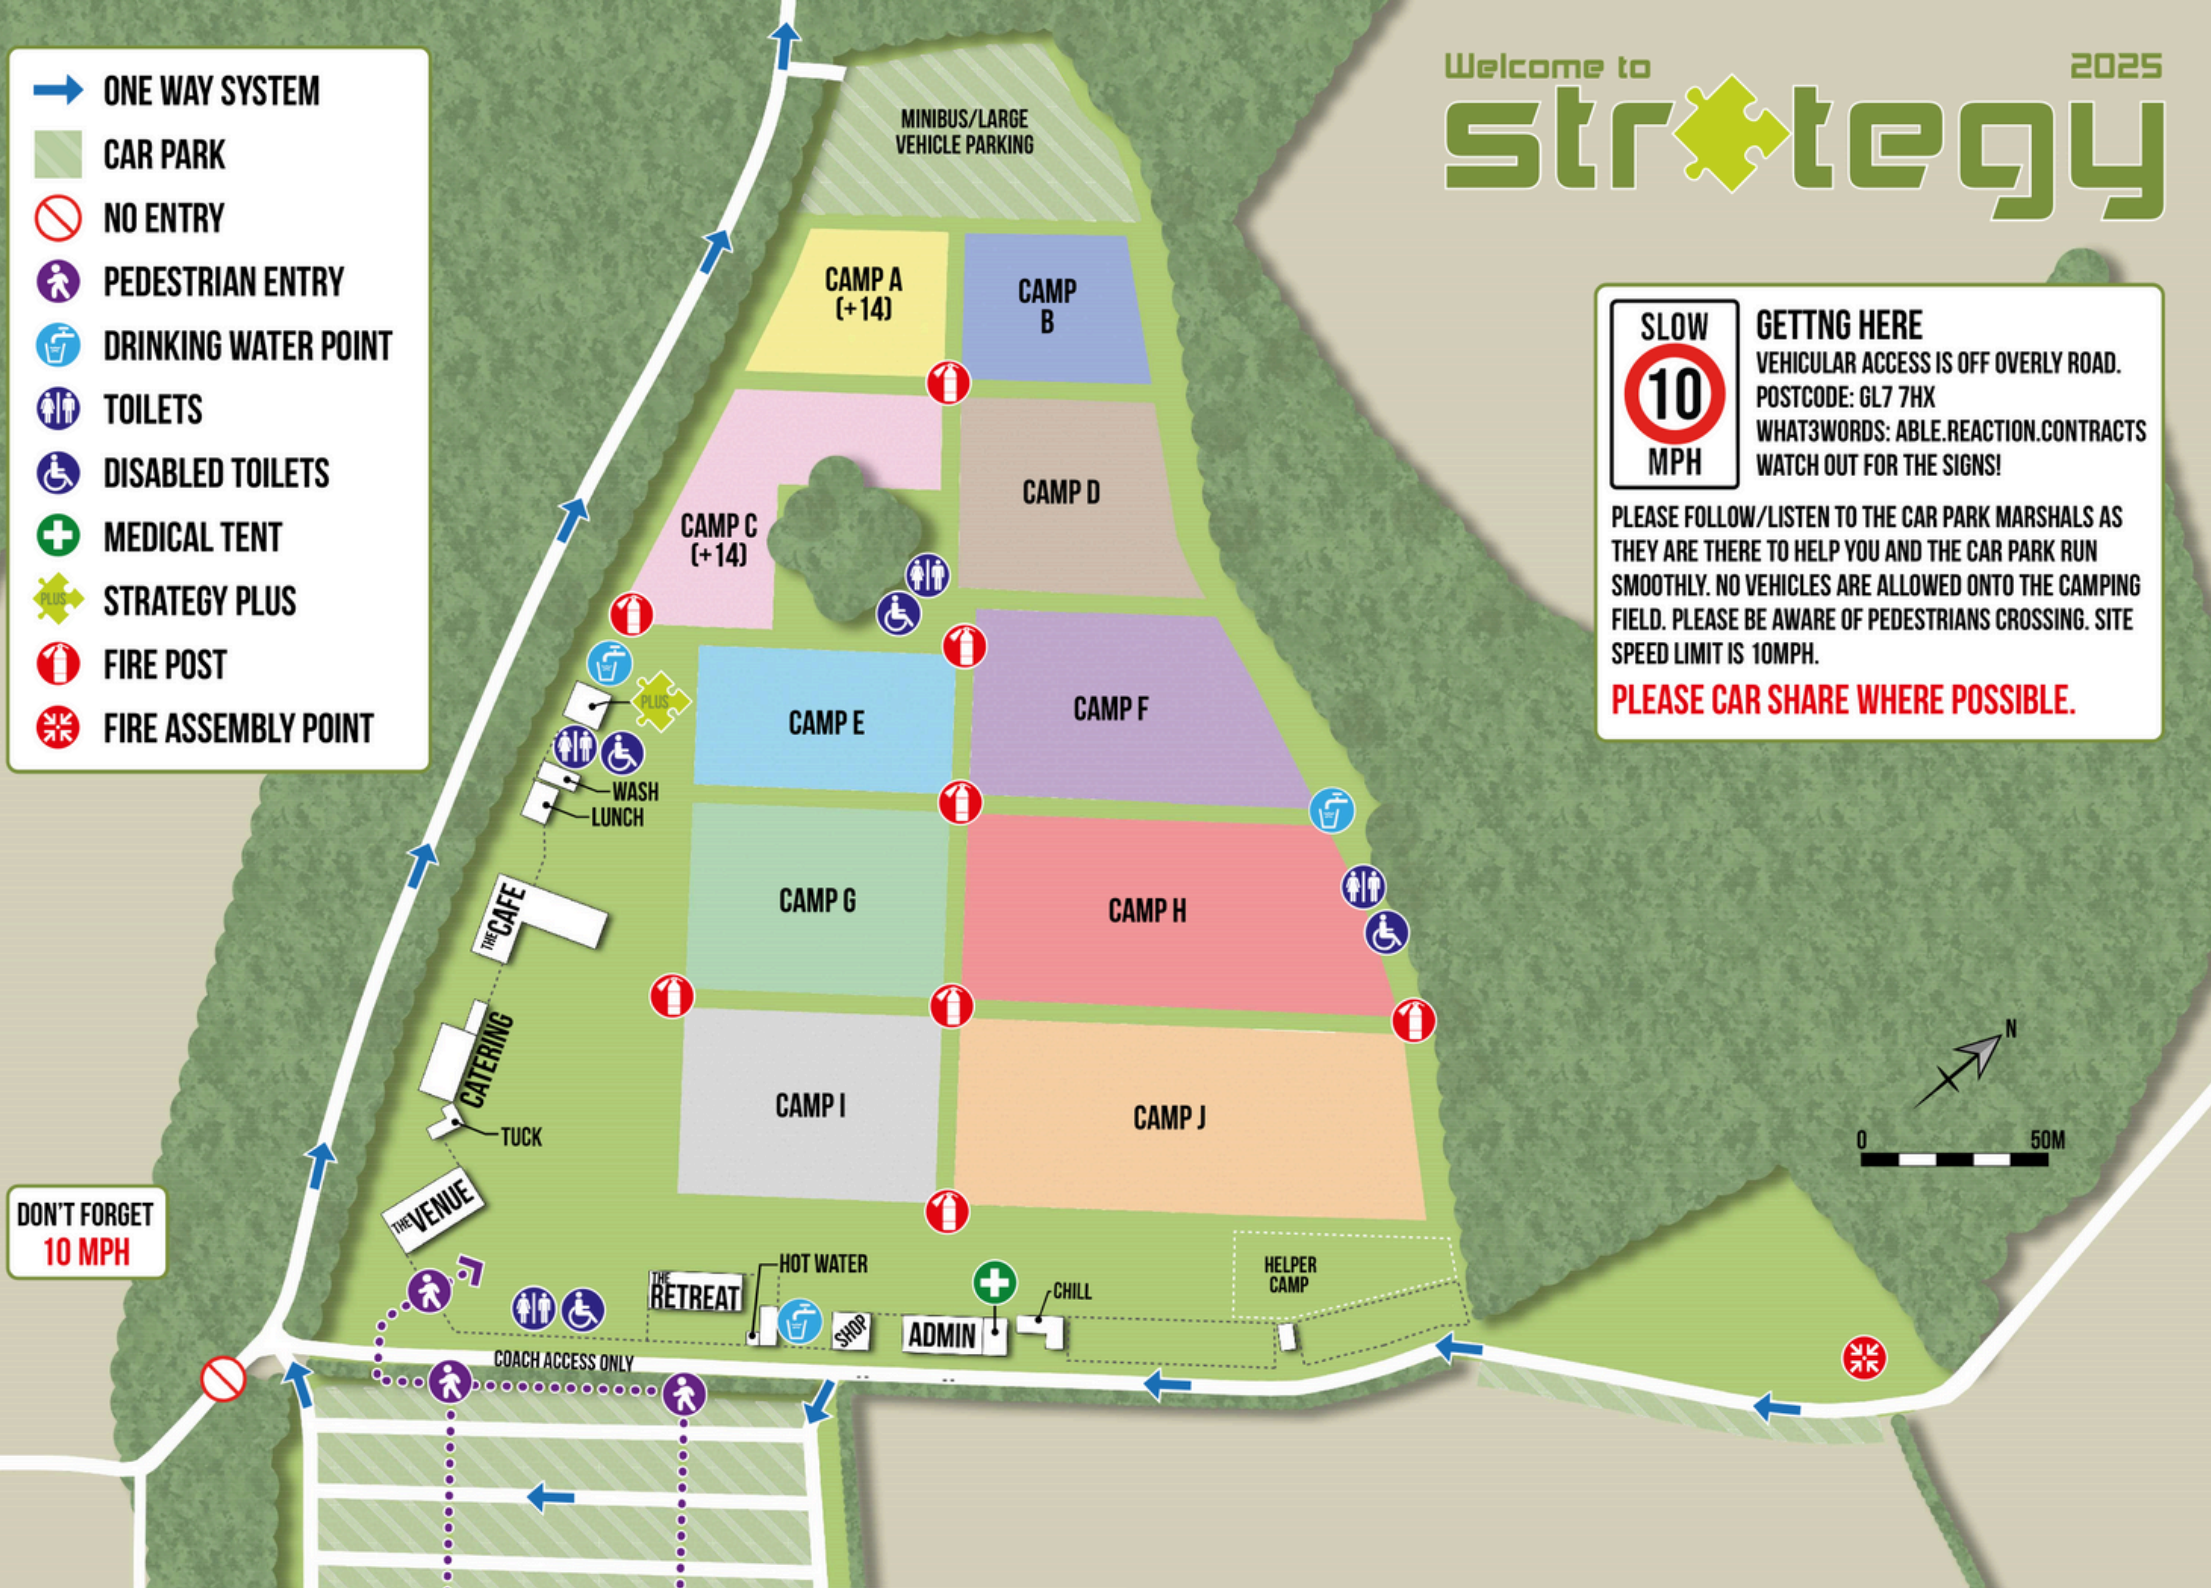 ONE WAY SYSTEM
CAR PARK
NO ENTRY
PEDESTRIAN ENTRY
DRINKING WATER POINT
TOILETS
DISABLED TOILETS
MEDICAL TENT
PLUS
STRATEGY PLUS
FIRE POST
FIRE ASSEMBLY POINT
Welcome to
2025
strategy
SLOW
10
MPH
GETTNG HERE
VEHICULAR ACCESS IS OFF OVERLY ROAD.
POSTCODE: GL7 7HX
WHAT3WORDS: ABLE.REACTION.CONTRACTS
WATCH OUT FOR THE SIGNS!
PLEASE FOLLOW/LISTEN TO THE CAR PARK MARSHALS AS
THEY ARE THERE TO HELP YOU AND THE CAR PARK RUN
SMOOTHLY. NO VEHICLES ARE ALLOWED ONTO THE CAMPING
FIELD. PLEASE BE AWARE OF PEDESTRIANS CROSSING. SITE
SPEED LIMIT IS 10MPH.
PLEASE CAR SHARE WHERE POSSIBLE.
MINIBUS/LARGE
VEHICLE PARKING
CAMP A
(+14)
CAMP
B
CAMP C
(+14)
CAMP D
PLUS
CAMP E
CAMP F
WASH
LUNCH
THE CAFE
CAMP G
CAMP H
CATERING
TUCK
CAMP I
CAMP J
N
0
50M
THE VENUE
DON'T FORGET
10 MPH
THE
RETREAT
HOT WATER
SHOP
ADMIN
CHILL
HELPER
CAMP
COACH ACCESS ONLY